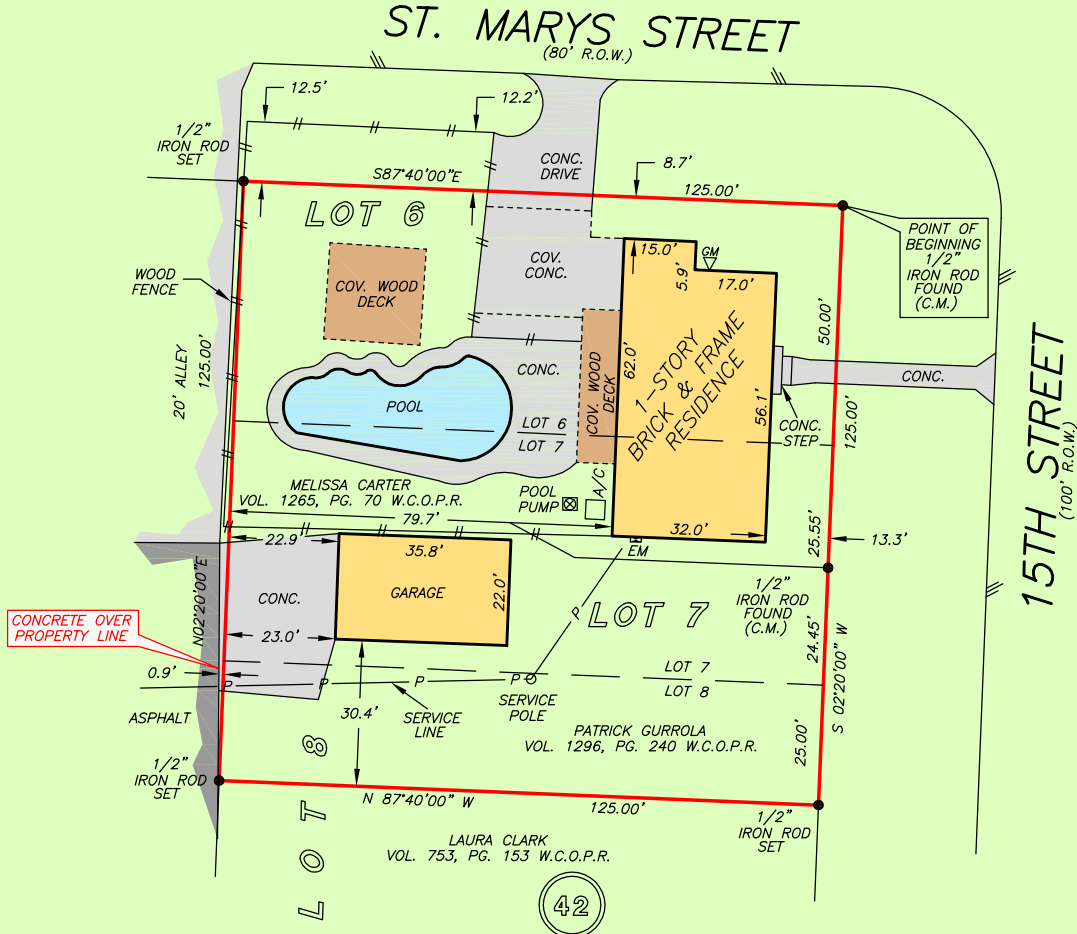 ST. MARYS STREET
(80' R.O.W.)
12.5'
12.2'
1/2"
IRON ROD
SET
S87°40'00"E
CONC.
DRIVE
8.7'
125.00'
LOT 6
POINT OF
BEGINNING
1/2"
IRON ROD
FOUND
(C.M.)
WOOD
FENCE
COV. WOOD
DECK
COV.
CONC.
15.0'
5.9'
GM
17.0'
50.00'
20' ALLEY
125.00'
POOL
CONC.
COV. WOOD
DECK
62.0'
1-STORY
BRICK & FRAME
RESIDENCE
56.1'
CONC.
STEP
CONC.
125.00'
15TH STREET
(100' R.O.W.)
LOT 6
LOT 7
MELISSA CARTER
VOL. 1265, PG. 70 W.C.O.P.R.
79.7'
POOL
PUMP
A/C
32.0'
EM
25.55'
13.3'
22.9'
35.8'
GARAGE
22.0'
CONC.
23.0'
N02°20'00"E
CONCRETE OVER
PROPERTY LINE
LOT 7
1/2"
IRON ROD
FOUND
(C.M.)
24.45'
S 02°20'00" W
P
LOT 7
LOT 8
0.9'
P
P
P
P
SERVICE
POLE
SERVICE
LINE
30.4'
ASPHALT
PATRICK GURROLA
VOL. 1296, PG. 240 W.C.O.P.R.
25.00'
1/2"
IRON ROD
SET
LOT 8
N 87°40'00" W
125.00'
1/2"
IRON ROD
SET
LAURA CLARK
VOL. 753, PG. 153 W.C.O.P.R.
42